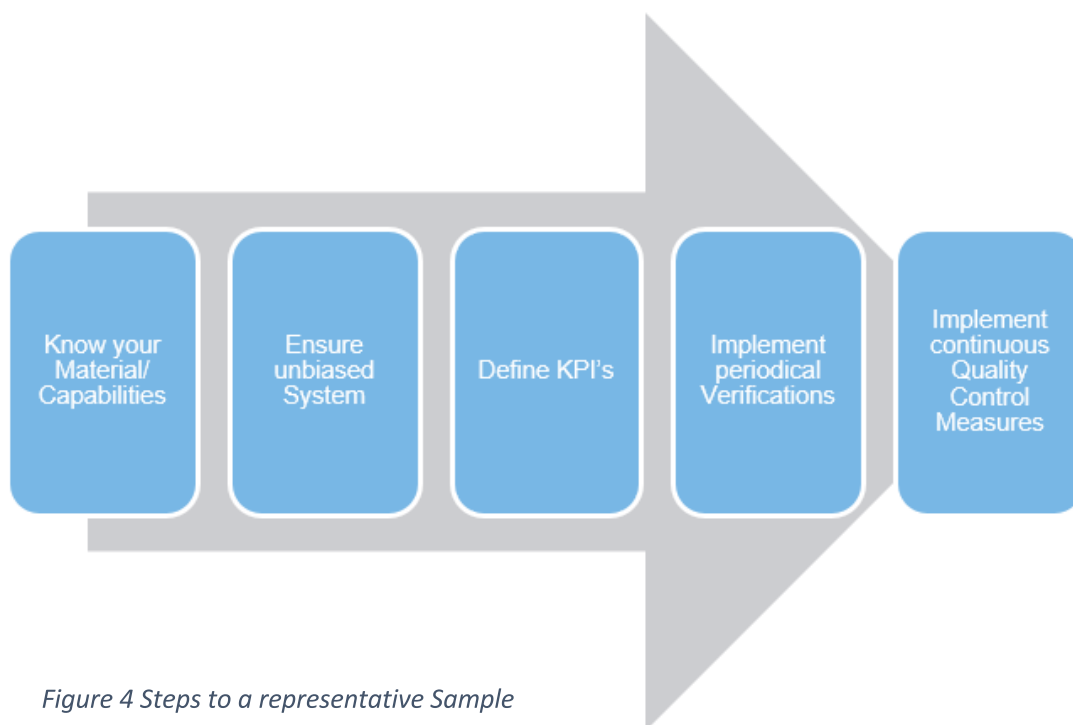 Know your
Material/
Capabilities
Ensure
unbiased
System
Define KPI's
Implement
periodical
Verifications
Implement
continuous
Quality
Control
Measures
Figure 4 Steps to a representative Sample